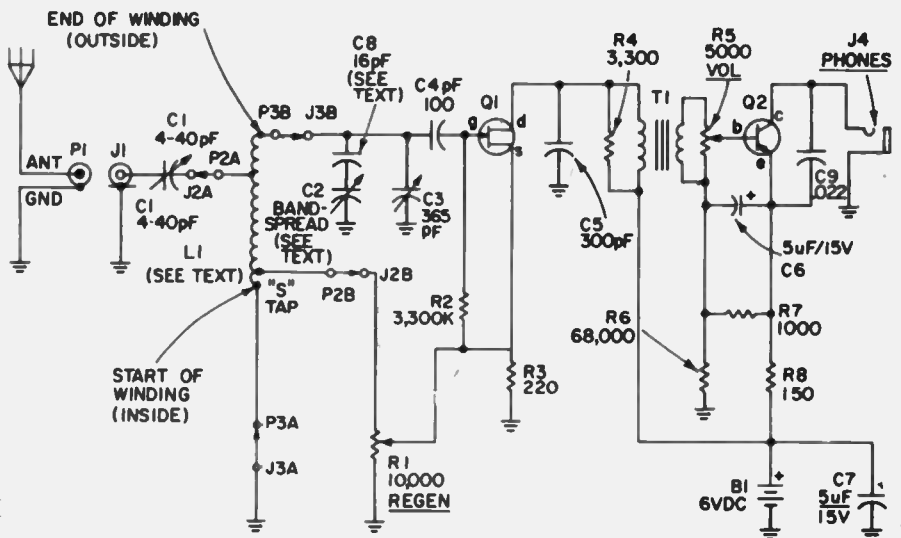 END OF WINDING
(OUTSIDE)
C8
16pF
(SEE
TEXT)
C4pF
100
Q1
g
d
s
R4
3,300
T1
R5
5000
VOL
Q2
b
c
e
J4
PHONES
P3B
J3B
C1
4-40pF
P2A
J2A
P1
J1
ANT
GND
C1
4-40pF
L1
(SEE TEXT)
C2
BAND-
SPREAD
(SEE
TEXT)
C3
365
pF
C5
300pF
C9
.022
+
5uF/15V
C6
"S"
TAP
P2B
J2B
R2
3,300K
R6
68,000
R7
1000
R3
220
R8
150
START OF
WINDING
(INSIDE)
P3A
J3A
R1
10,000
REGEN
B1
6VDC
+
C7
5uF
15V